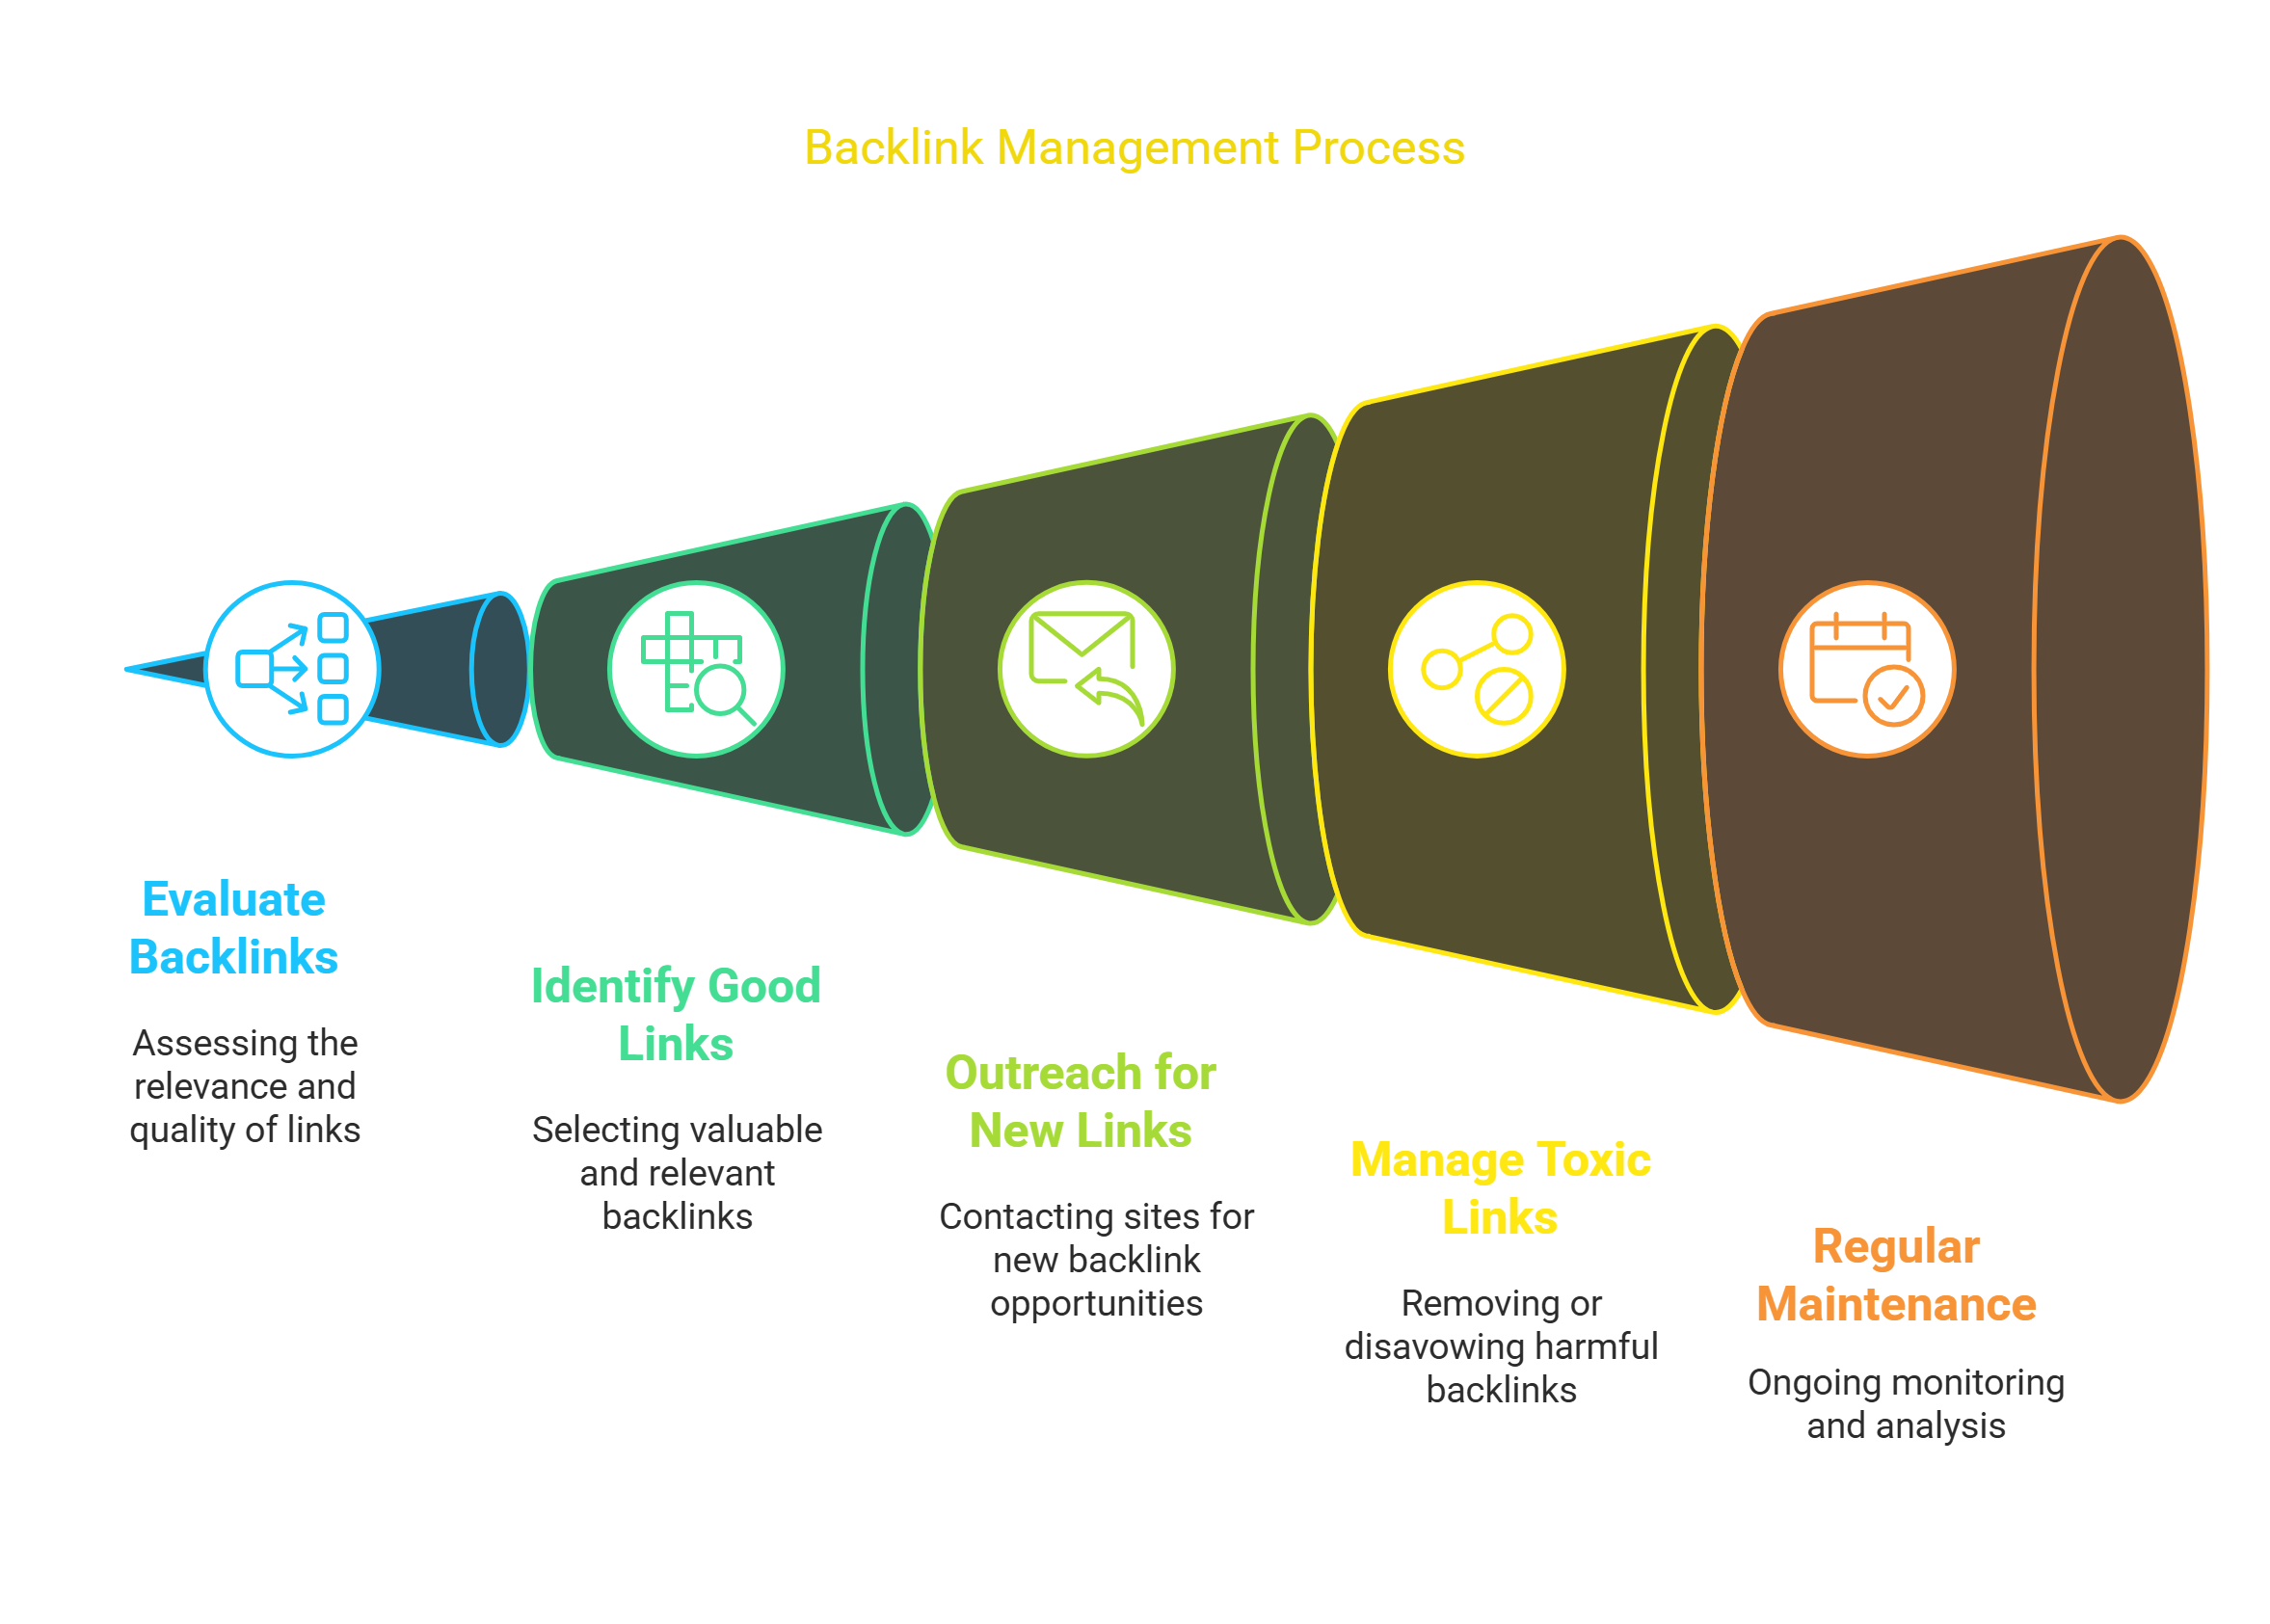 Backlink Management Process
Evaluate
Backlinks
Assessing the
relevance and
quality of links
Identify Good
Links
Selecting valuable
and relevant
backlinks
Outreach for
New Links
Contacting sites for
new backlink
opportunities
Manage Toxic
Links
Removing or
disavowing harmful
backlinks
Regular
Maintenance
Ongoing monitoring
and analysis